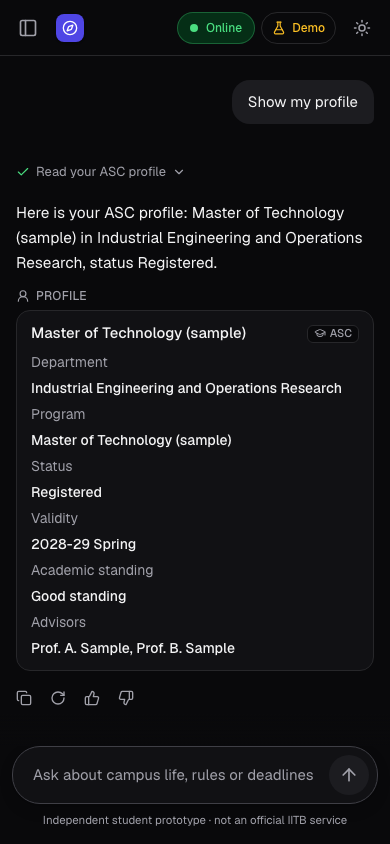 Online
Demo
Show my profile
Read your ASC profile
Here is your ASC profile: Master of Technology
(sample) in Industrial Engineering and Operations
Research, status Registered.
PROFILE
Master of Technology (sample)
ASC
Department
Industrial Engineering and Operations Research
Program
Master of Technology (sample)
Status
Registered
Validity
2028-29 Spring
Academic standing
Good standing
Advisors
Prof. A. Sample, Prof. B. Sample
Ask about campus life, rules or deadlines
Independent student prototype · not an official IITB service